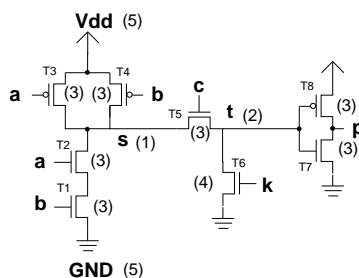 Vdd (5)
T3 T4
a (3) (3) b
c
T5
(3)
t (2)
T8
(3)
p
T7
(3)
s (1)
T2
a (3)
T1
b (3)
T6
(4) k
GND (5)